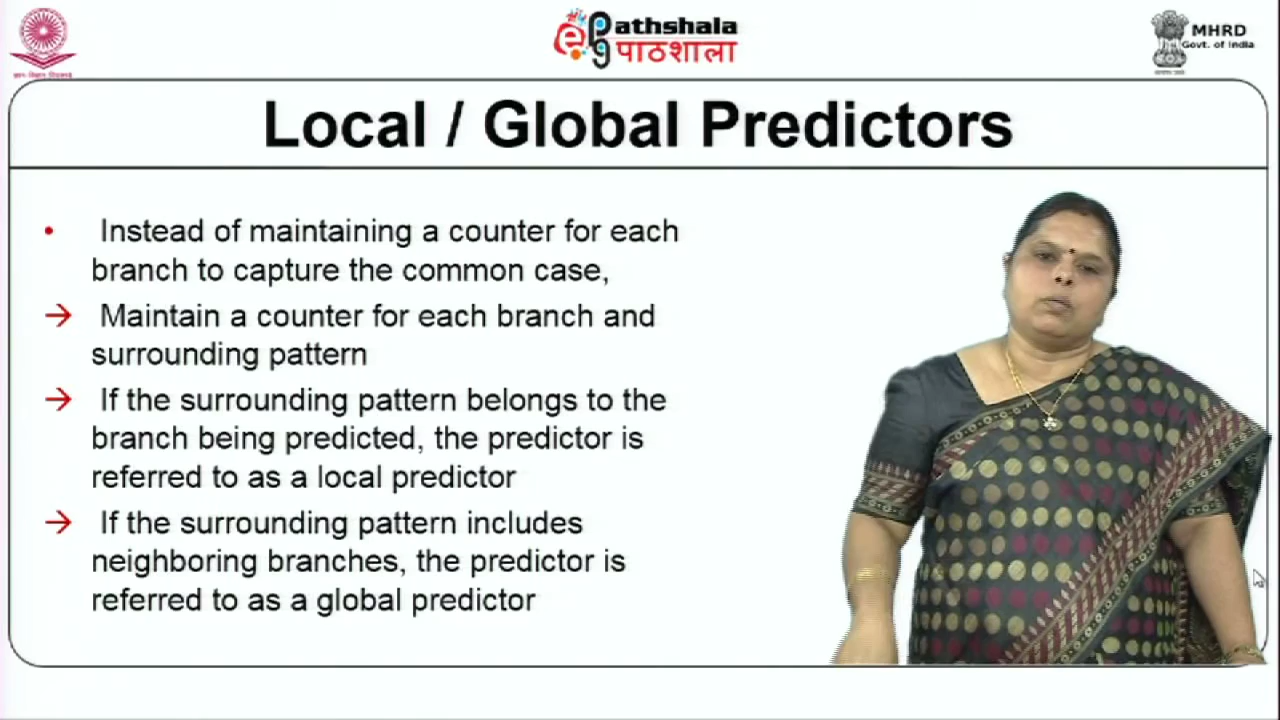 ePathshala
पाठशाला
MHRD
Govt. of India
Local / Global Predictors
• Instead of maintaining a counter for each
branch to capture the common case,
→ Maintain a counter for each branch and
surrounding pattern
→ If the surrounding pattern belongs to the
branch being predicted, the predictor is
referred to as a local predictor
→ If the surrounding pattern includes
neighboring branches, the predictor is
referred to as a global predictor